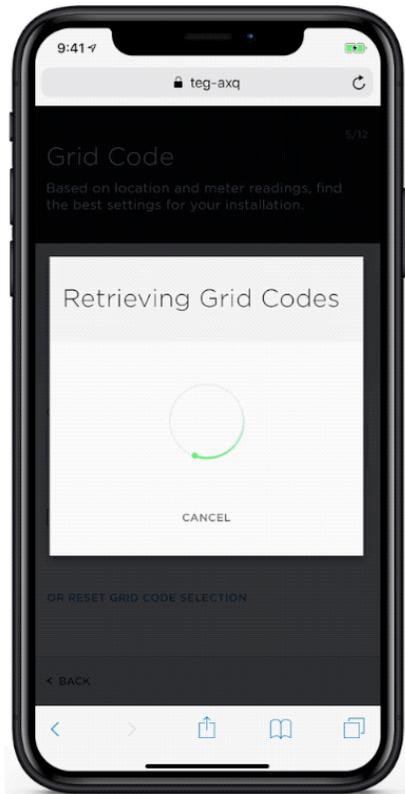 9:41
teg-axq
5/12
Grid Code
Based on location and meter readings, find
the best settings for your installation.
Retrieving Grid Codes
CANCEL
OR RESET GRID CODE SELECTION
< BACK